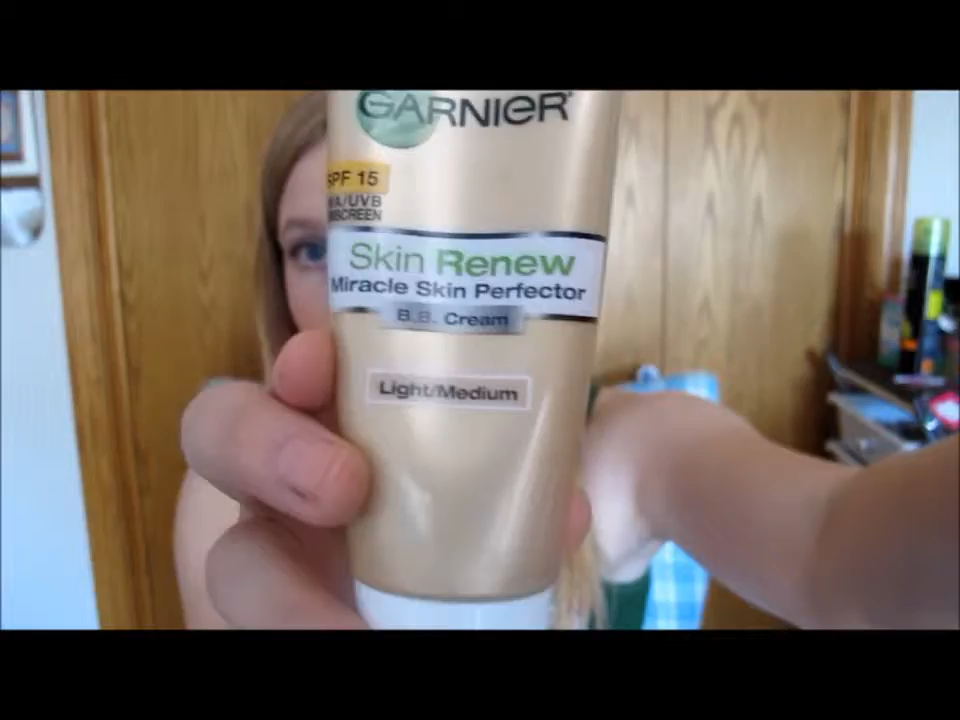 GARNIER
SPF 15
Skin Renew
Miracle Skin Perfector
B.B. Cream
Light/Medium